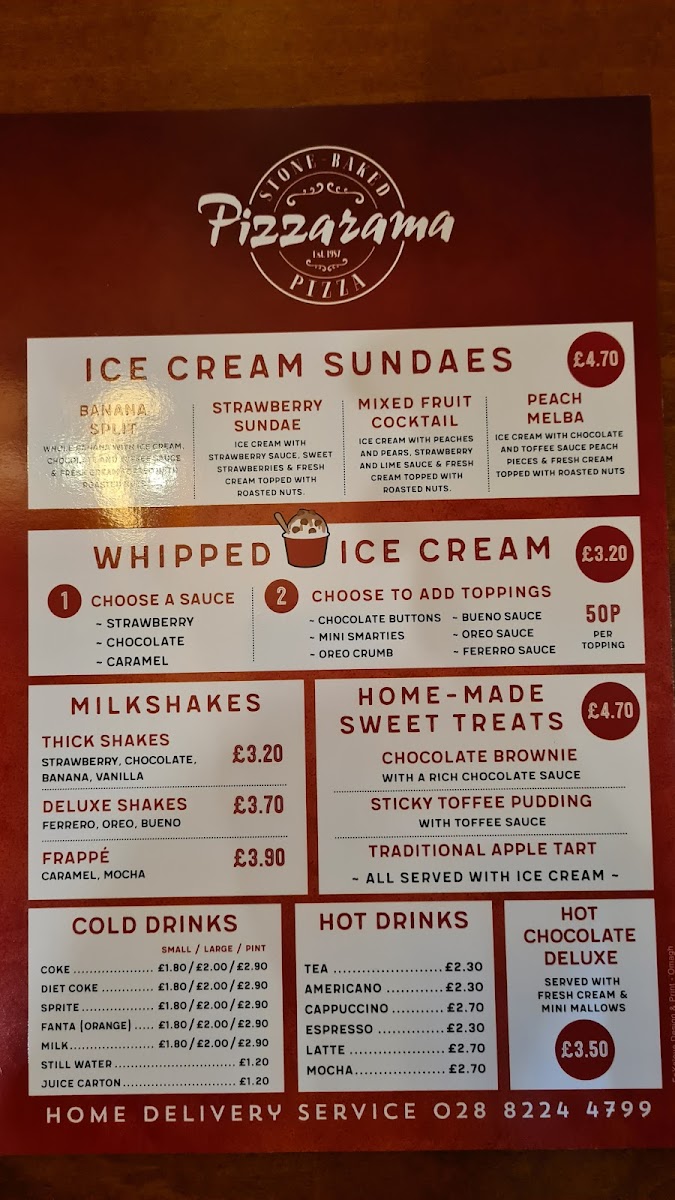 STONE-BAKED
Pizzarama
Est. 1987
PIZZA
ICE CREAM SUNDAES
£4.70
BANANA
SPLIT
WHOLE BANANA WITH ICE CREAM,
& FRESH CREAM
ROASTED NUTS.
STRAWBERRY
SUNDAE
ICE CREAM WITH
STRAWBERRY SAUCE, SWEET
STRAWBERRIES & FRESH
CREAM TOPPED WITH
ROASTED NUTS.
MIXED FRUIT
COCKTAIL
ICE CREAM WITH PEACHES
AND PEARS, STRAWBERRY
AND LIME SAUCE & FRESH
CREAM TOPPED WITH
ROASTED NUTS.
PEACH
MELBA
ICE CREAM WITH CHOCOLATE
AND TOFFEE SAUCE PEACH
PIECES & FRESH CREAM
TOPPED WITH ROASTED NUTS
WHIPPED ICE CREAM
£3.20
1 CHOOSE A SAUCE
~ STRAWBERRY
~ CHOCOLATE
~ CARAMEL
2 CHOOSE TO ADD TOPPINGS
~ CHOCOLATE BUTTONS ~ BUENO SAUCE
~ MINI SMARTIES ~ OREO SAUCE
~ OREO CRUMB ~ FERERRO SAUCE
50P
PER
TOPPING
MILKSHAKES
THICK SHAKES £3.20
STRAWBERRY, CHOCOLATE,
BANANA, VANILLA
DELUXE SHAKES £3.70
FERRERO, OREO, BUENO
FRAPPÉ £3.90
CARAMEL, MOCHA
HOME-MADE
SWEET TREATS
£4.70
CHOCOLATE BROWNIE
WITH A RICH CHOCOLATE SAUCE
STICKY TOFFEE PUDDING
WITH TOFFEE SAUCE
TRADITIONAL APPLE TART
~ ALL SERVED WITH ICE CREAM ~
COLD DRINKS
SMALL / LARGE / PINT
COKE .................. £1.80/£2.00/£2.90
DIET COKE ............ £1.80/£2.00/£2.90
SPRITE ................ £1.80/£2.00/£2.90
FANTA (ORANGE) ..... £1.80/£2.00/£2.90
MILK................... £1.80/£2.00/£2.90
STILL WATER............................ £1.20
JUICE CARTON.......................... £1.20
HOT DRINKS
TEA ......................£2.30
AMERICANO ............£2.30
CAPPUCCINO ...........£2.70
ESPRESSO ..............£2.30
LATTE ...................£2.70
MOCHA..................£2.70
HOT
CHOCOLATE
DELUXE
SERVED WITH
FRESH CREAM &
MINI MALLOWS
£3.50
HOME DELIVERY SERVICE 028 8224 4799
Design & Print - Omagh